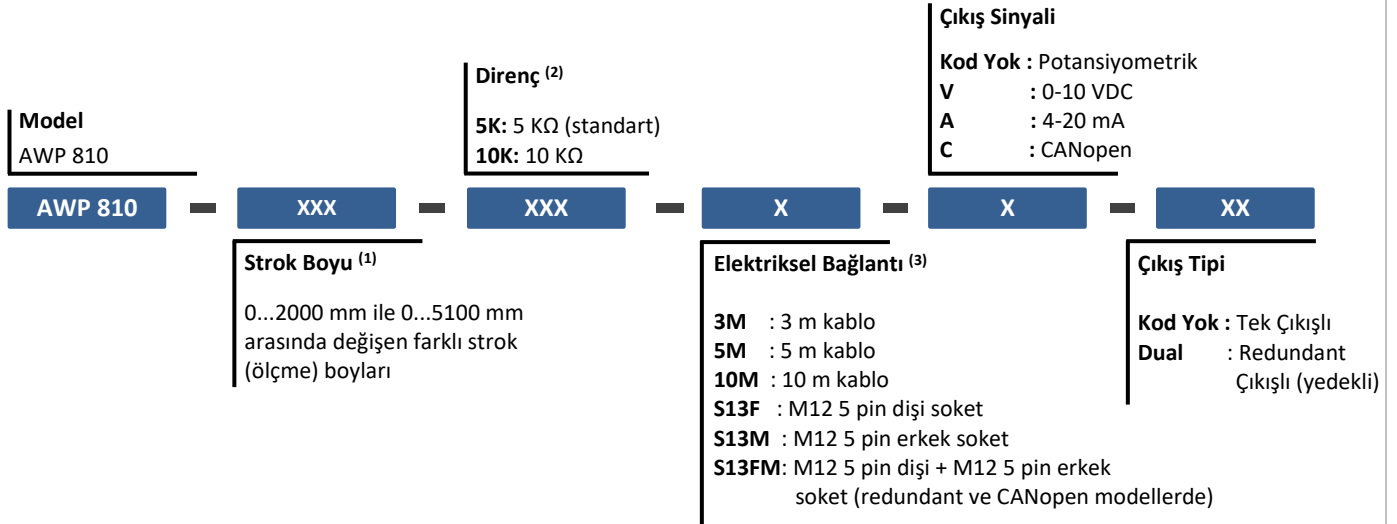 Model
AWP 810
Direnç (2)
5K: 5 KΩ (standart)
10K: 10 KΩ
Çıkış Sinyali
Kod Yok : Potansiyometrik
V : 0-10 VDC
A : 4-20 mA
C : CANopen
AWP 810 - XXX - XXX - X - X - XX
Strok Boyu (1)
0...2000 mm ile 0...5100 mm
arasında değişen farklı strok
(ölçme) boyları
Elektriksel Bağlantı (3)
3M : 3 m kablo
5M : 5 m kablo
10M : 10 m kablo
S13F : M12 5 pin dişi soket
S13M : M12 5 pin erkek soket
S13FM: M12 5 pin dişi + M12 5 pin erkek
soket (redundant ve CANopen modellerde)
Çıkış Tipi
Kod Yok : Tek Çıkışlı
Dual : Redundant
Çıkışlı (yedekli)